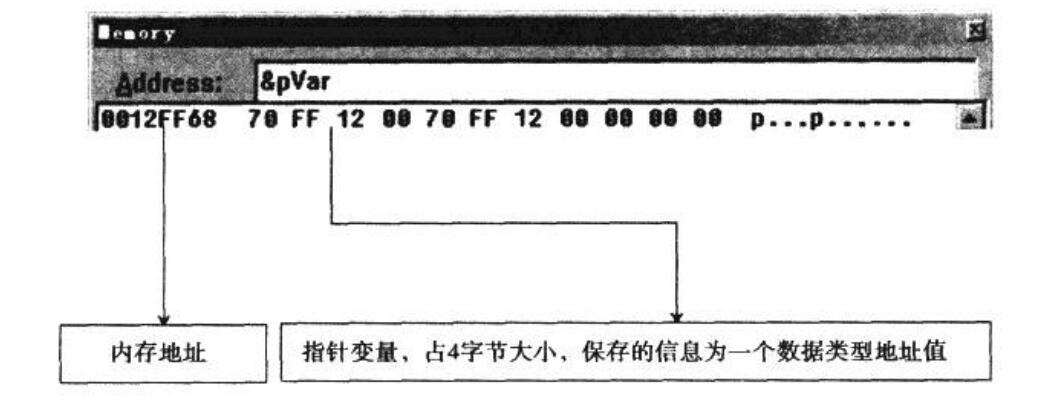 Memory
Address: &pVar
0012FF68 70 FF 12 00 70 FF 12 00 00 00 00 p...p......
内存地址
指针变量、占4字节大小、保存的信息为一个数据类型地址值